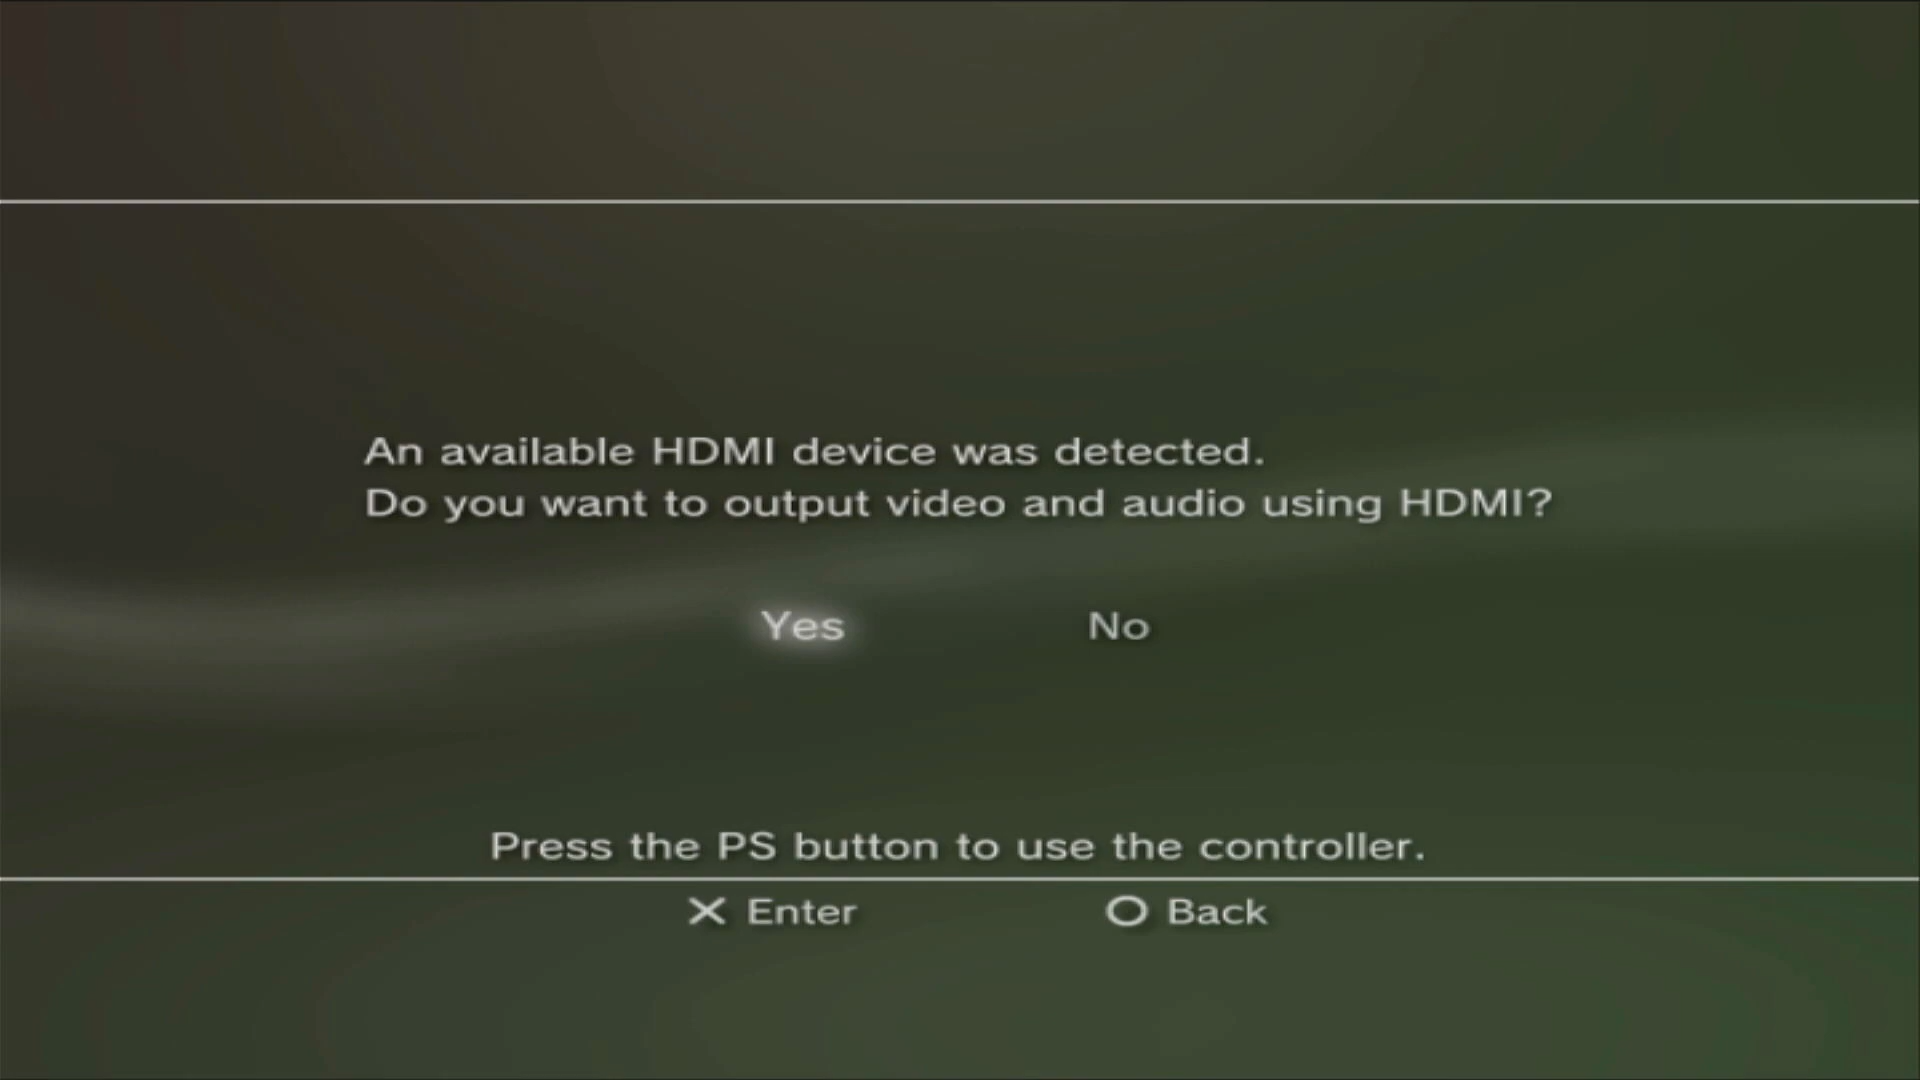 An available HDMI device was detected.
Do you want to output video and audio using HDMI?
Yes No
Press the PS button to use the controller.
X Enter O Back